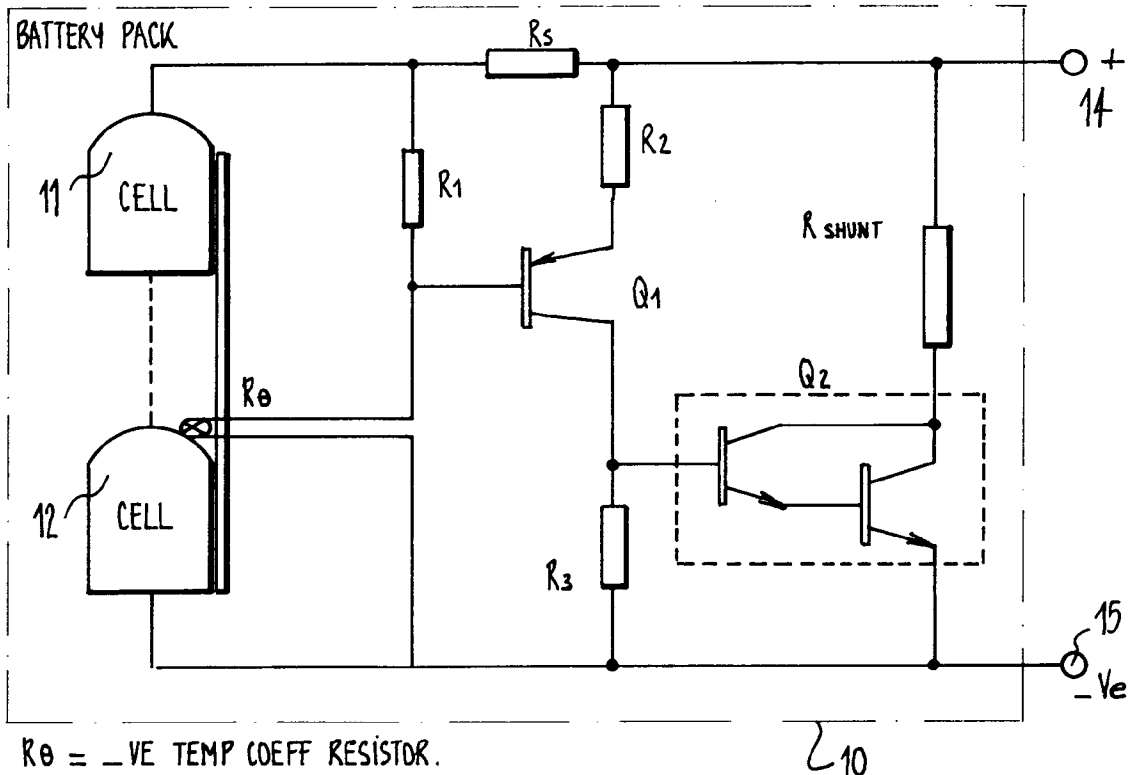 BATTERY PACK
Rs
+
14
R2
11
CELL
R1
R SHUNT
Q1
Rθ
Q2
12
CELL
R3
15
_Ve
Rθ = _VE TEMP COEFF RESISTOR.
10